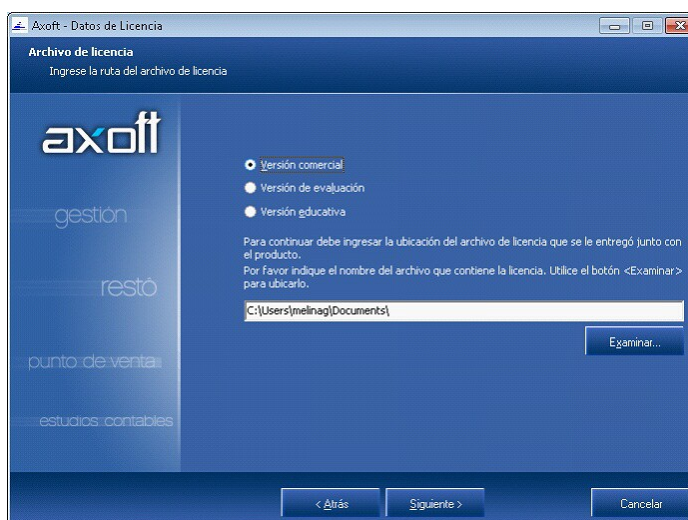 Axoft - Datos de Licencia
Archivo de licencia
Ingrese la ruta del archivo de licencia
axoft
gestión
restô
punto de venta
estudios contables
Versión comercial
Versión de evaluación
Versión educativa
Para continuar debe ingresar la ubicación del archivo de licencia que se le entregó junto con
el producto.
Por favor indique el nombre del archivo que contiene la licencia. Utilice el botón <Examinar>
para ubicarlo.
C:\Users\melinag\Documents\
Examinar...
< Atrás
Siguiente >
Cancelar